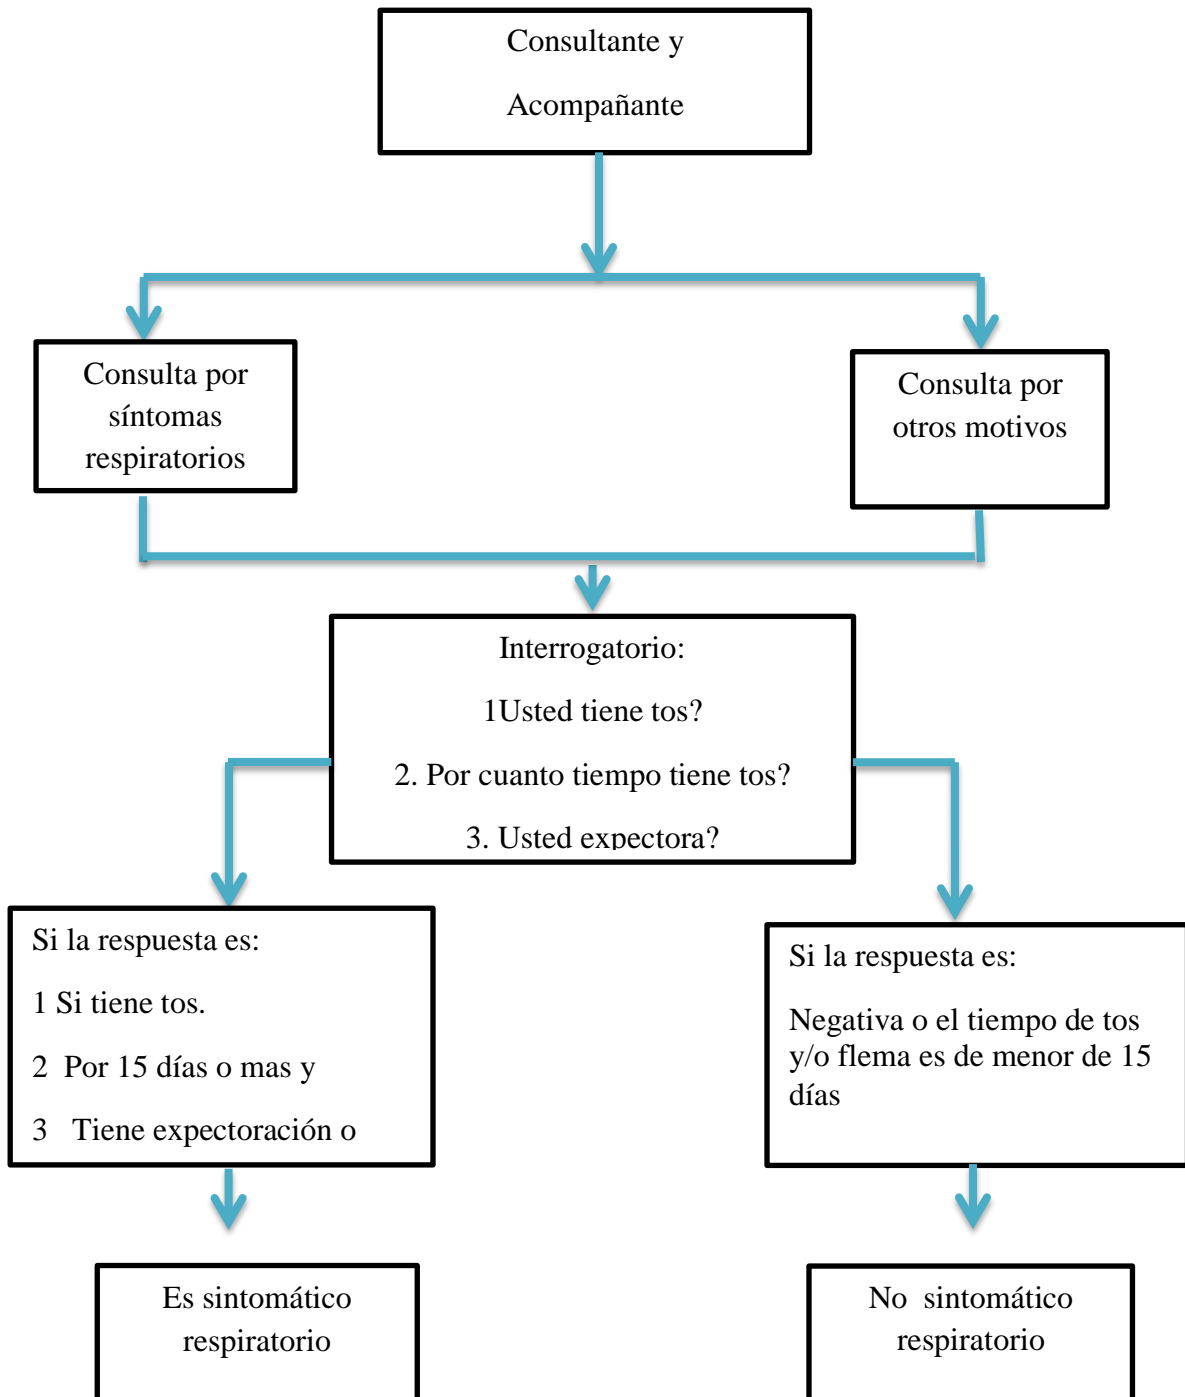 Consultante y
Acompañante
Consulta por
síntomas
respiratorios
Consulta por
otros motivos
Interrogatorio:
1Usted tiene tos?
2. Por cuanto tiempo tiene tos?
3. Usted expectora?
Si la respuesta es:
1 Si tiene tos.
2 Por 15 días o mas y
3 Tiene expectoración o
Si la respuesta es:
Negativa o el tiempo de tos
y/o flema es de menor de 15
días
Es sintomático
respiratorio
No sintomático
respiratorio